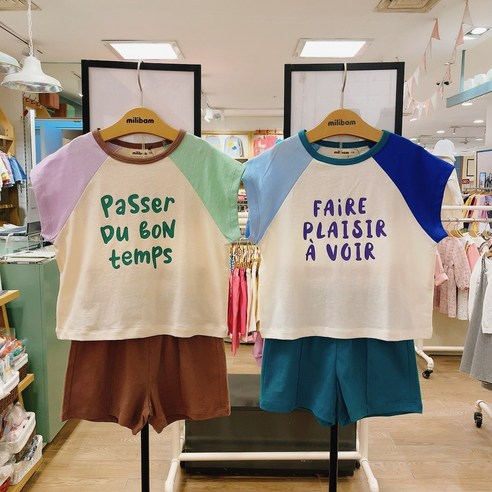 milibam
milibam
Passer
DU BON
temps
FAiRE
PLAISIR
À VOIR